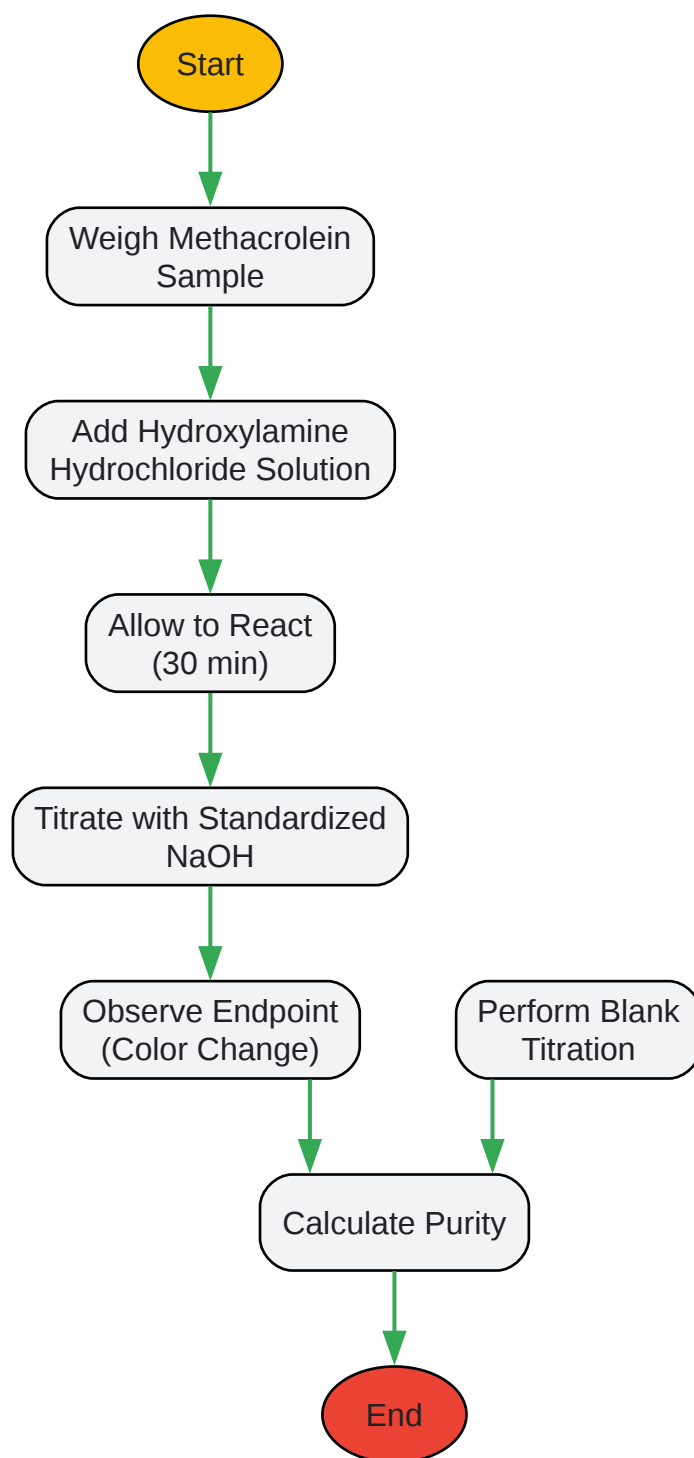 Start
Weigh Methacrolein
Sample
Add Hydroxylamine
Hydrochloride Solution
Allow to React
(30 min)
Titrate with Standardized
NaOH
Observe Endpoint
(Color Change)
Perform Blank
Titration
Calculate Purity
End